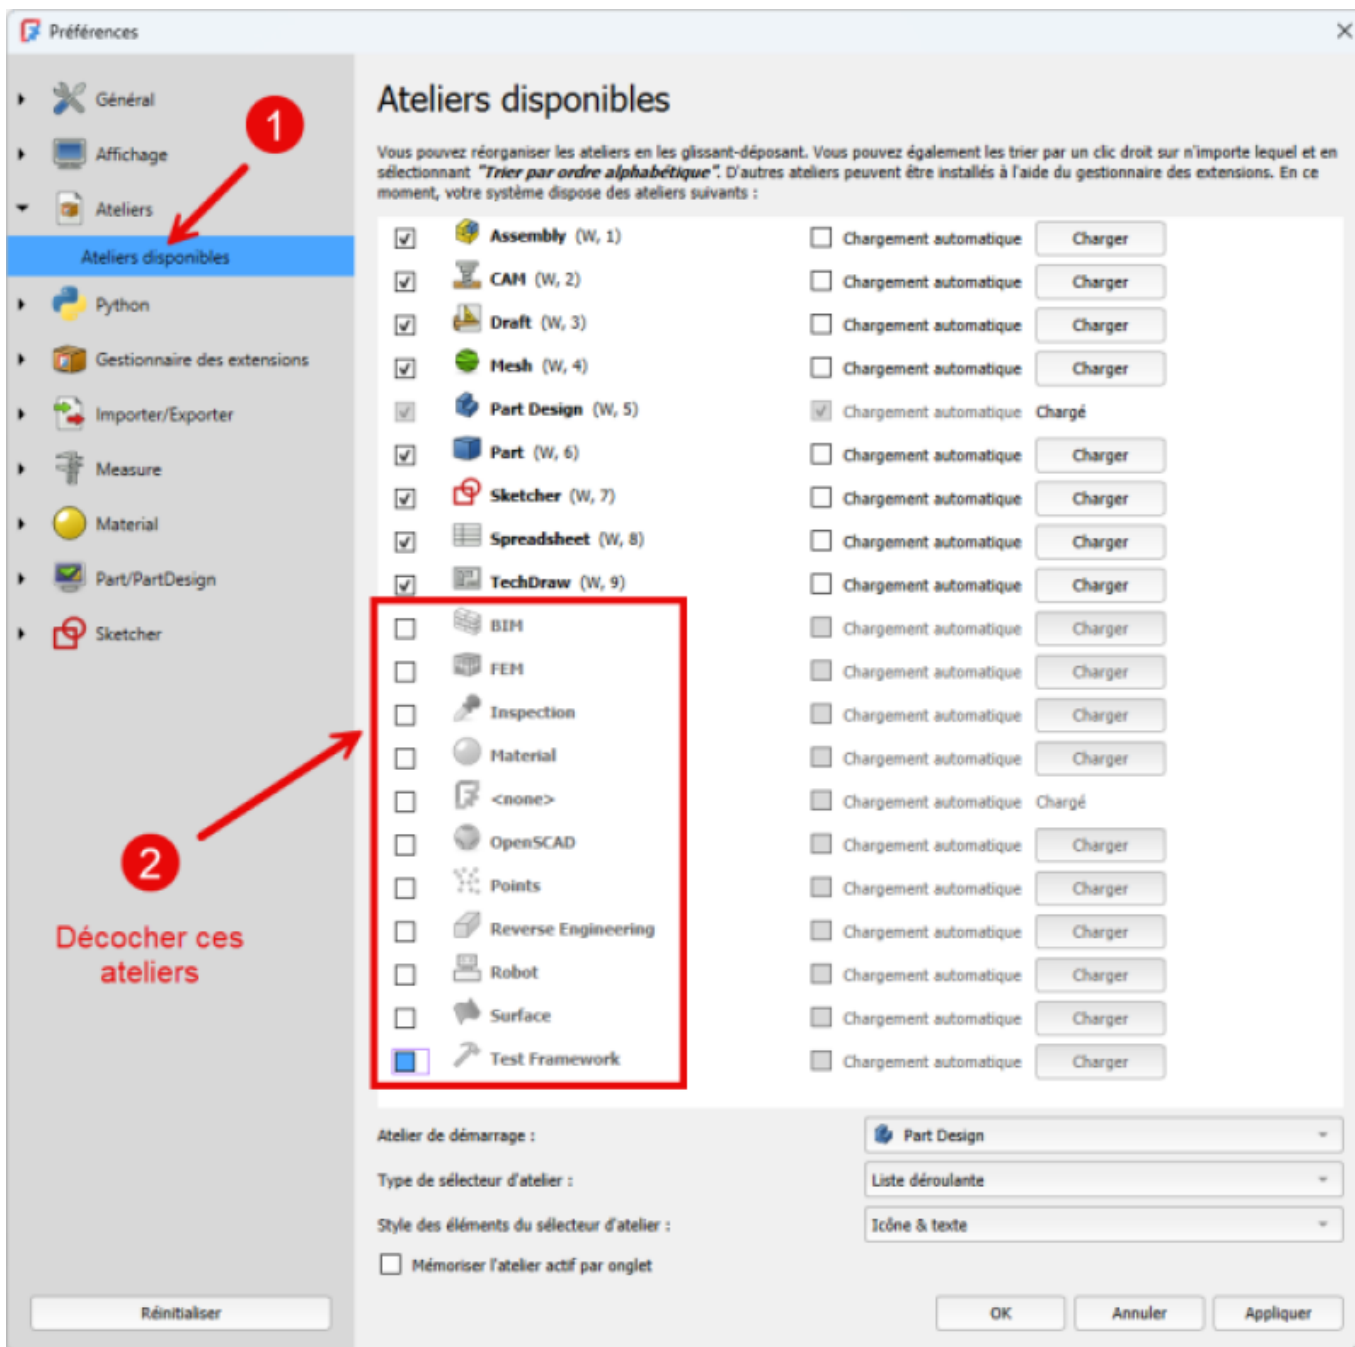 Préférences
Général
Affichage
Ateliers
Ateliers disponibles
Python
Gestionnaire des extensions
Importer/Exporter
Measure
Material
Part/PartDesign
Sketcher
1
2
Décocher ces
ateliers
Réinitialiser
Ateliers disponibles
Vous pouvez réorganiser les ateliers en les glissant-déposant. Vous pouvez également les trier par un clic droit sur n'importe lequel et en
sélectionnant "Trier par ordre alphabétique". D'autres ateliers peuvent être installés à l'aide du gestionnaire des extensions. En ce
moment, votre système dispose des ateliers suivants :
Assembly (W, 1) Chargement automatique Charger
CAM (W, 2) Chargement automatique Charger
Draft (W, 3) Chargement automatique Charger
Mesh (W, 4) Chargement automatique Charger
Part Design (W, 5) Chargement automatique Chargé
Part (W, 6) Chargement automatique Charger
Sketcher (W, 7) Chargement automatique Charger
Spreadsheet (W, 8) Chargement automatique Charger
TechDraw (W, 9) Chargement automatique Charger
BIM Chargement automatique Charger
FEM Chargement automatique Charger
Inspection Chargement automatique Charger
Material Chargement automatique Charger
<none> Chargement automatique Chargé
OpenSCAD Chargement automatique Charger
Points Chargement automatique Charger
Reverse Engineering Chargement automatique Charger
Robot Chargement automatique Charger
Surface Chargement automatique Charger
Test Framework Chargement automatique Charger
Atelier de démarrage : Part Design
Type de sélecteur d'atelier : Liste déroulante
Style des éléments du sélecteur d'atelier : Icône & texte
Mémoriser l'atelier actif par onglet
OK Annuler Appliquer